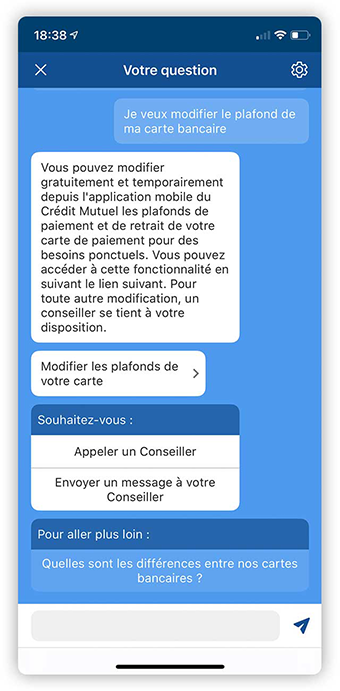 18:38
Votre question
Je veux modifier le plafond de
ma carte bancaire
Vous pouvez modifier
gratuitement et temporairement
depuis l'application mobile du
Crédit Mutuel les plafonds de
paiement et de retrait de votre
carte de paiement pour des
besoins ponctuels. Vous pouvez
accéder à cette fonctionnalité en
suivant le lien suivant. Pour
toute autre modification, un
conseiller se tient à votre
disposition.
Modifier les plafonds de
votre carte
Souhaitez-vous :
Appeler un Conseiller
Envoyer un message à votre
Conseiller
Pour aller plus loin :
Quelles sont les différences entre nos cartes
bancaires ?